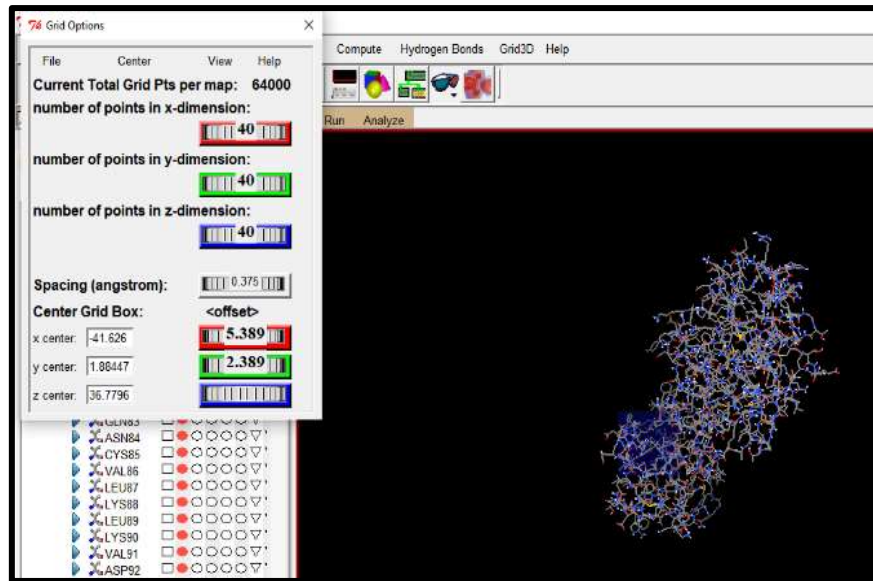 Grid Options
File Center View Help
Current Total Grid Pts per map: 64000
number of points in x-dimension:
40
number of points in y-dimension:
40
number of points in z-dimension:
40
Spacing (angstrom): 0.375
Center Grid Box: <offset>
x center: -41.626 5.389
y center: 1.88447 2.389
z center: 36.7796
Compute Hydrogen Bonds Grid3D Help
Run Analyze
GLN83
ASN84
CYS85
VAL86
LEU87
LYS88
LEU89
LYS90
VAL91
ASP92